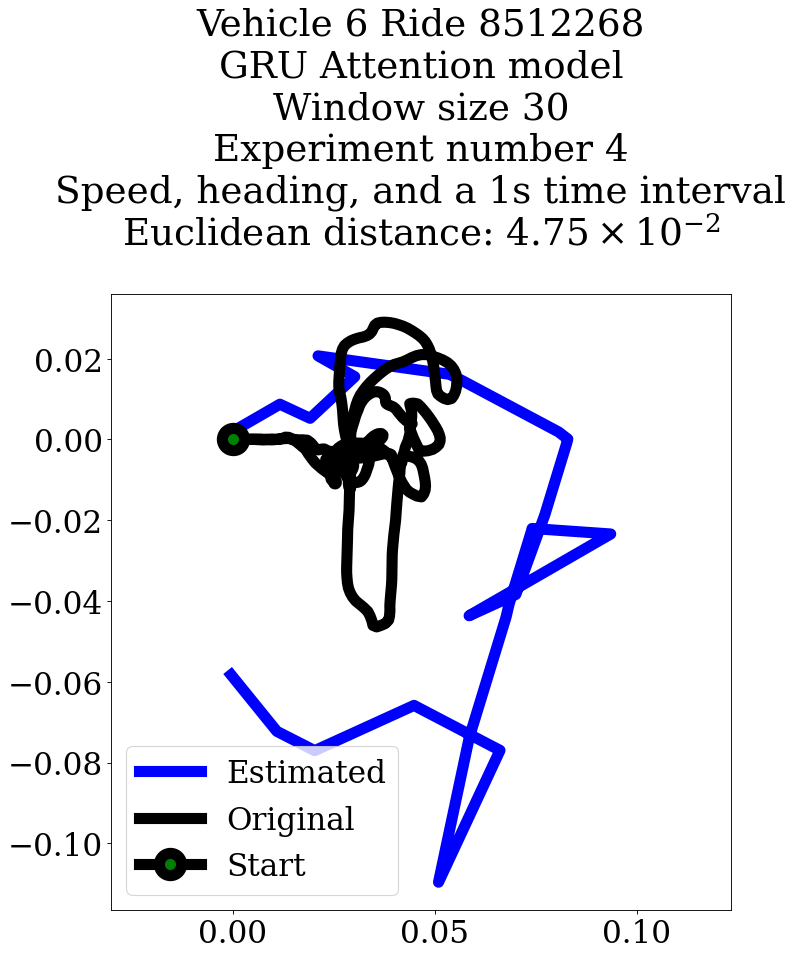 Vehicle 6 Ride 8512268
GRU Attention model
Window size 30
Experiment number 4
Speed, heading, and a 1s time interval
Euclidean distance: 4.75 × 10⁻²
0.02
0.00
−0.02
−0.04
−0.06
−0.08
−0.10
Estimated
Original
Start
0.00 0.05 0.10